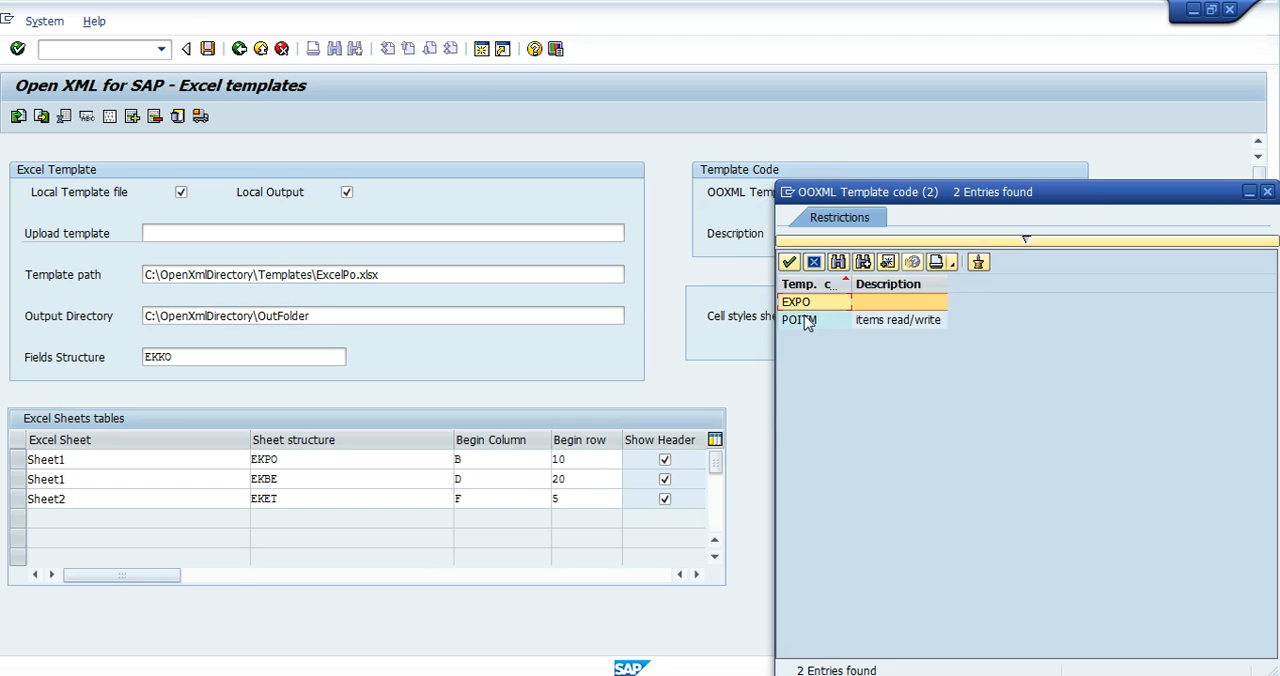 System Help
Open XML for SAP - Excel templates
ABC
Excel Template
Local Template file Local Output
Upload template
Template path C:\OpenXmlDirectory\Templates\ExcelPo.xlsx
Output Directory C:\OpenXmlDirectory\OutFolder
Fields Structure EKKO
Template Code
OOXML Temp
Description
Cell styles she
Excel Sheets tables
Excel Sheet Sheet structure Begin Column Begin row Show Header
Sheet1 EKPO B 10
Sheet1 EKBE D 20
Sheet2 EKET F 5
SAP
OOXML Template code (2) 2 Entries found
Restrictions
Temp. c... Description
EXPO
POITM items read/write
2 Entries found